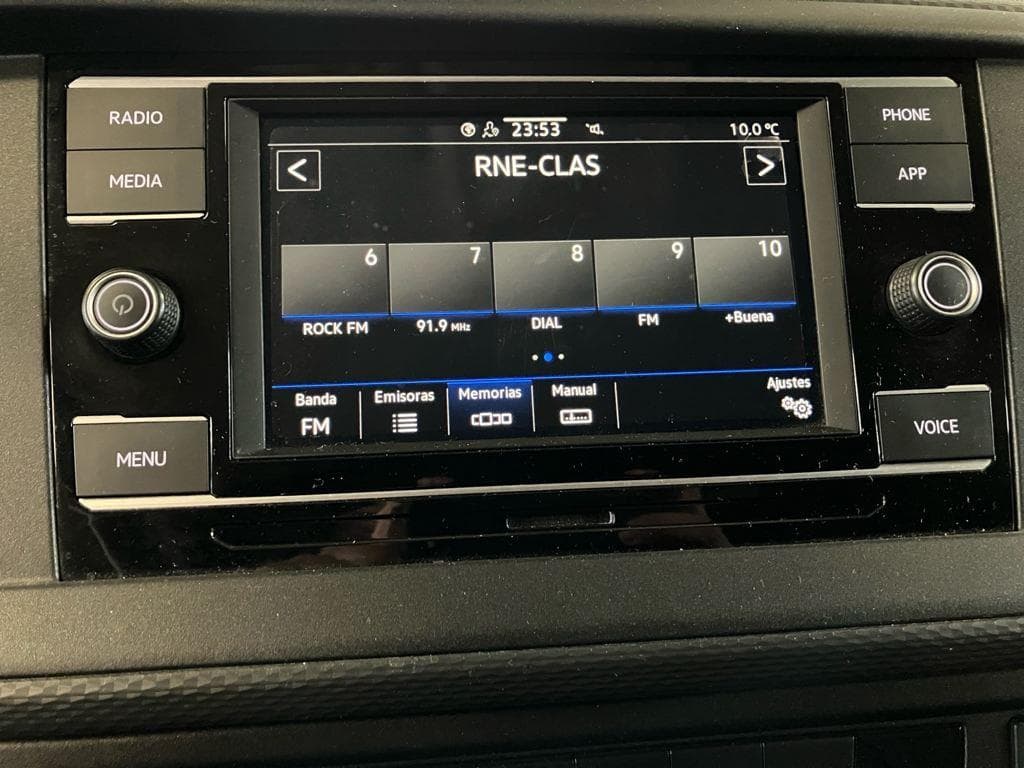 RADIO
MEDIA
MENU
PHONE
APP
VOICE
23:53
10.0°C
<
RNE-CLAS
>
6 7 8 9 10
ROCK FM 91.9 MHz DIAL FM +Buena
Banda Emisoras Memorias Manual Ajustes
FM